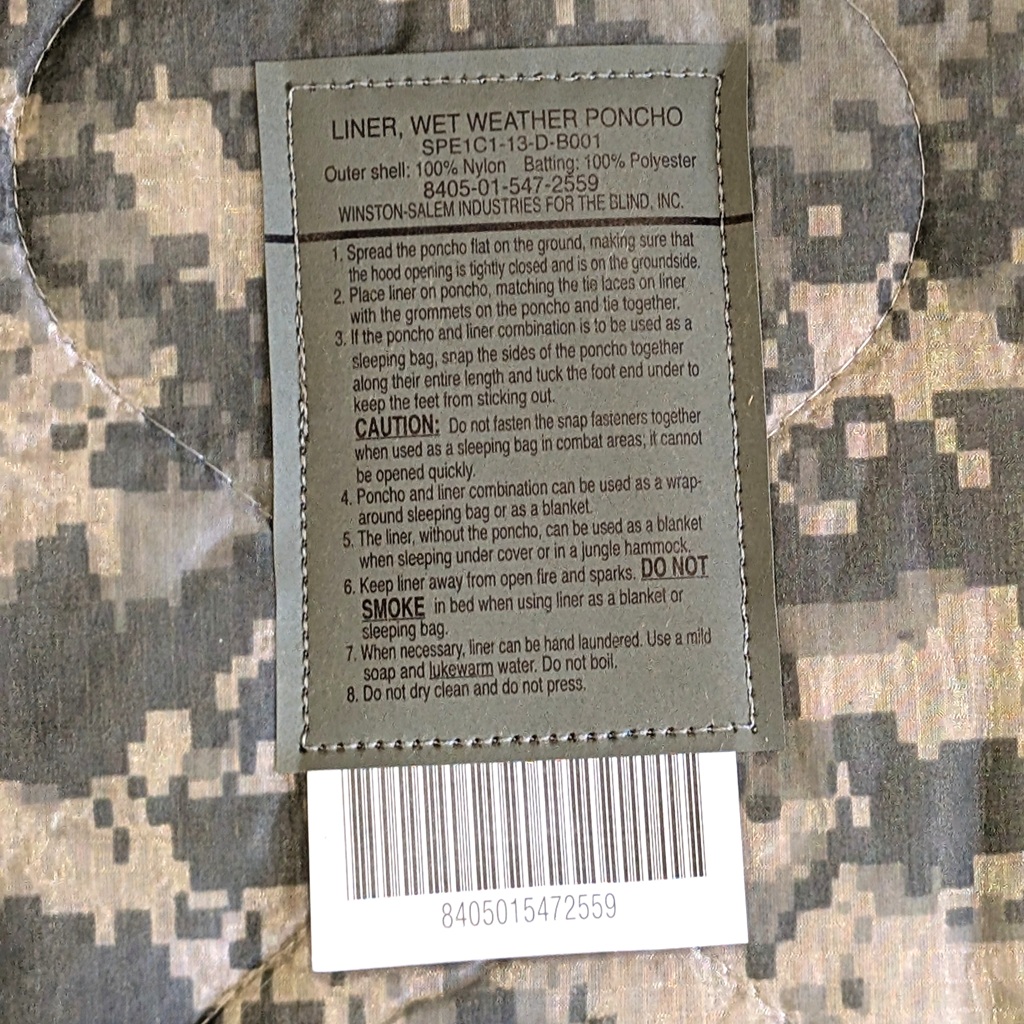 LINER, WET WEATHER PONCHO
SPE1C1-13-D-B001
Outer shell: 100% Nylon Batting: 100% Polyester
8405-01-547-2559
WINSTON-SALEM INDUSTRIES FOR THE BLIND, INC.
1. Spread the poncho flat on the ground, making sure that
the hood opening is tightly closed and is on the groundside.
2. Place liner on poncho, matching the tie laces on liner
with the grommets on the poncho and tie together.
3. If the poncho and liner combination is to be used as a
sleeping bag, snap the sides of the poncho together
along their entire length and tuck the foot end under to
keep the feet from sticking out.
CAUTION: Do not fasten the snap fasteners together
when used as a sleeping bag in combat areas; it cannot
be opened quickly.
4. Poncho and liner combination can be used as a wrap-
around sleeping bag or as a blanket.
5. The liner, without the poncho, can be used as a blanket
when sleeping under cover or in a jungle hammock.
6. Keep liner away from open fire and sparks. DO NOT
SMOKE in bed when using liner as a blanket or
sleeping bag.
7. When necessary, liner can be hand laundered. Use a mild
soap and lukewarm water. Do not boil.
8. Do not dry clean and do not press.
8405015472559